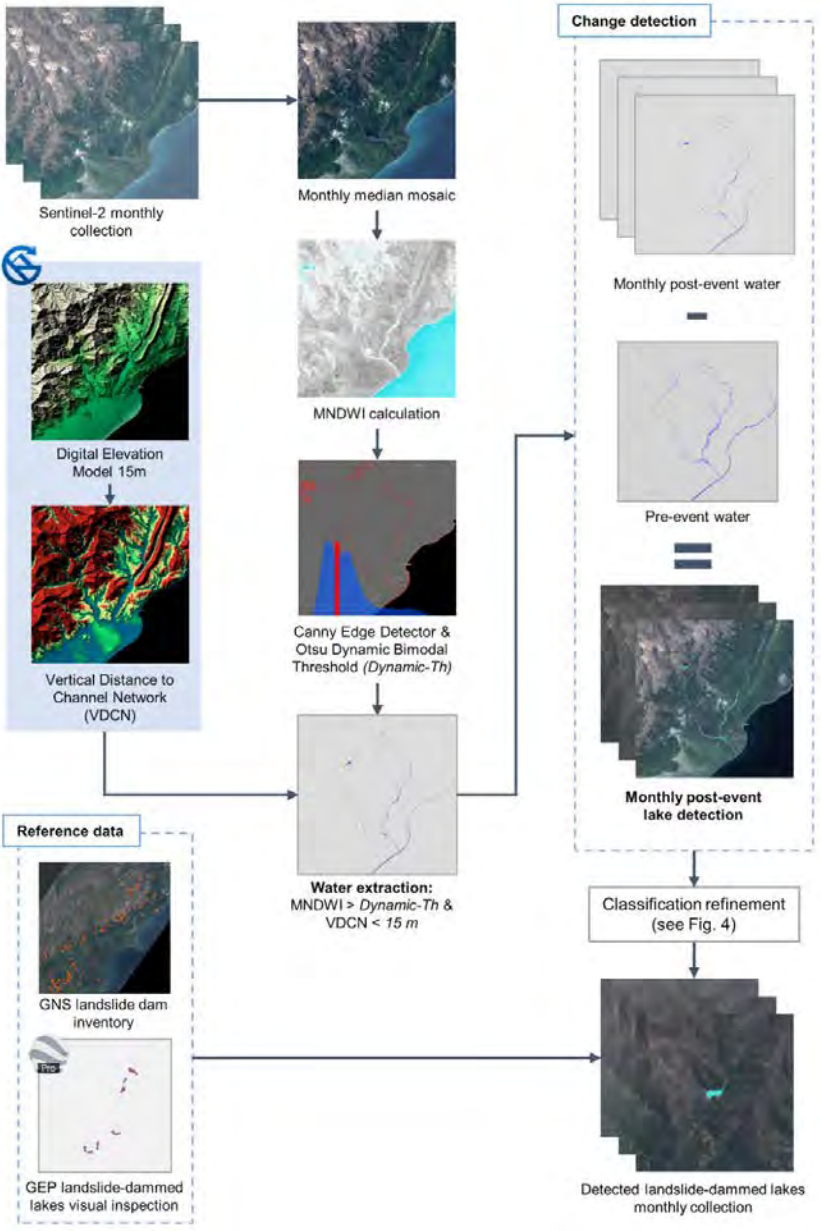 Change detection
Sentinel-2 monthly
collection
Monthly median mosaic
Monthly post-event water
MNDWI calculation
Digital Elevation
Model 15m
Pre-event water
Canny Edge Detector &
Otsu Dynamic Bimodal
Threshold (Dynamic-Th)
Vertical Distance to
Channel Network
(VDCN)
Monthly post-event
lake detection
Reference data
Water extraction:
MNDWI > Dynamic-Th &
VDCN < 15 m
Classification refinement
(see Fig. 4)
GNS landslide dam
inventory
Pro
GEP landslide-dammed
lakes visual inspection
Detected landslide-dammed lakes
monthly collection